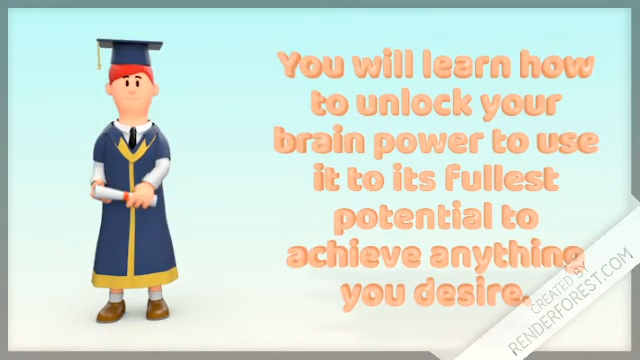 You will learn how
to unlock your
brain power to use
it to its fullest
potential to
achieve anything
you desire.
CREATED BY
RENDERFOREST.COM